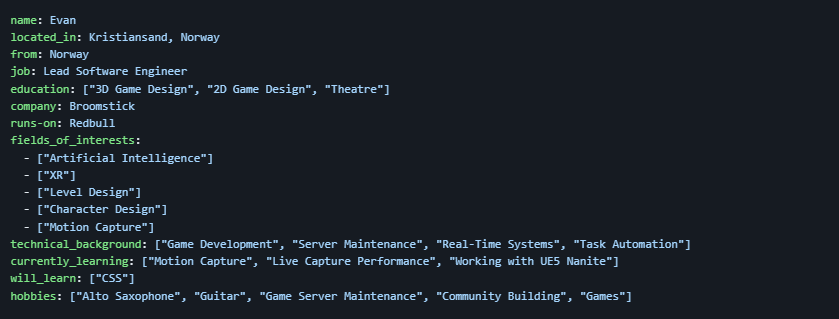 name: Evan
located_in: Kristiansand, Norway
from: Norway
job: Lead Software Engineer
education: ["3D Game Design", "2D Game Design", "Theatre"]
company: Broomstick
runs-on: Redbull
fields_of_interests:
  - ["Artificial Intelligence"]
  - ["XR"]
  - ["Level Design"]
  - ["Character Design"]
  - ["Motion Capture"]
technical_background: ["Game Development", "Server Maintenance", "Real-Time Systems", "Task Automation"]
currently_learning: ["Motion Capture", "Live Capture Performance", "Working with UE5 Nanite"]
will_learn: ["CSS"]
hobbies: ["Alto Saxophone", "Guitar", "Game Server Maintenance", "Community Building", "Games"]